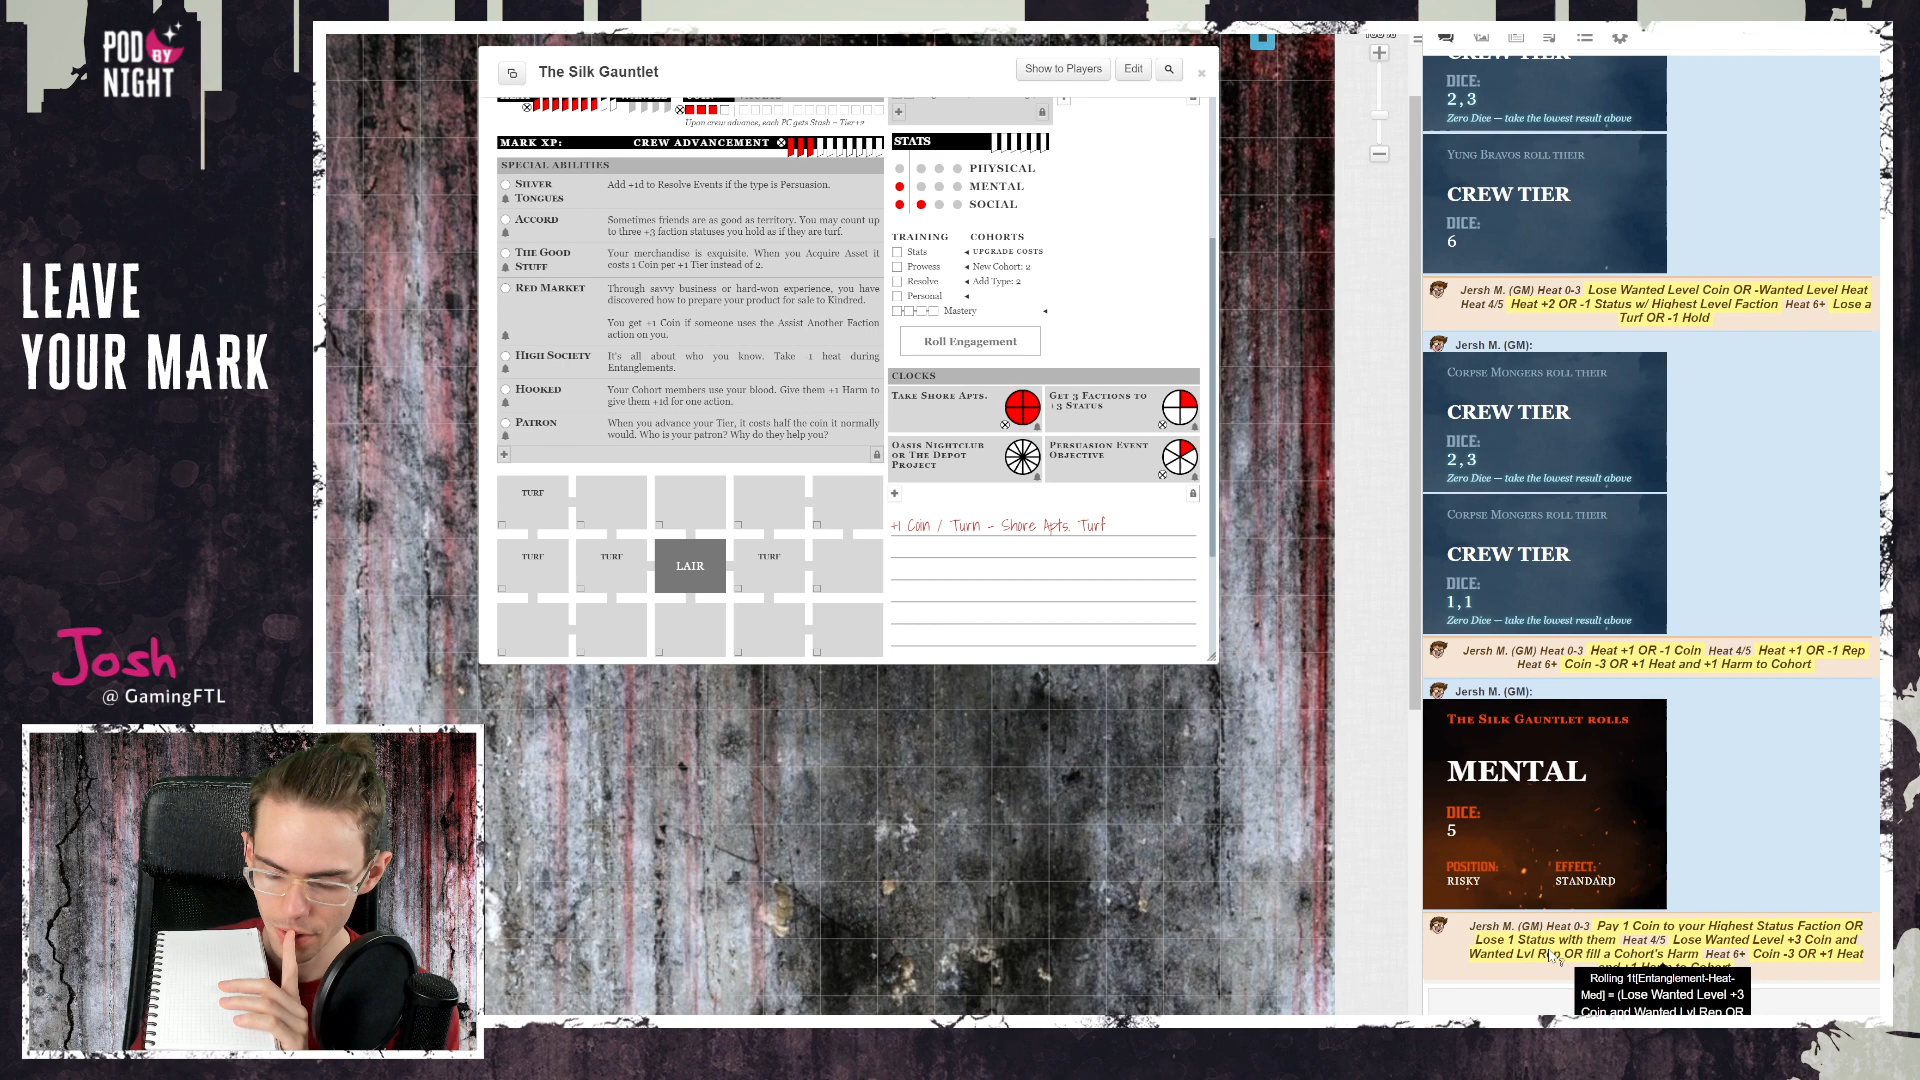 POD BY
NIGHT
LEAVE
YOUR MARK
Josh
@ GamingFTL
The Silk Gauntlet
Show to Players
Edit
Upon crew advance, each PC gets Stash = Tier+2
MARK XP:
CREW ADVANCEMENT
SPECIAL ABILITIES
SILVER
TONGUES
Add +1d to Resolve Events if the type is Persuasion.
ACCORD
Sometimes friends are as good as territory. You may count up
to three +3 faction statuses you hold as if they are turf.
THE GOOD
STUFF
Your merchandise is exquisite. When you Acquire Asset it
costs 1 Coin per +1 Tier instead of 2.
RED MARKET
Through savvy business or hard-won experience, you have
discovered how to prepare your product for sale to Kindred.
You get +1 Coin if someone uses the Assist Another Faction
action on you.
HIGH SOCIETY
It's all about who you know. Take -1 heat during
Entanglements.
HOOKED
Your Cohort members use your blood. Give them +1 Harm to
give them +1d for one action.
PATRON
When you advance your Tier, it costs half the coin it normally
would. Who is your patron? Why do they help you?
TURF
TURF
TURF
LAIR
TURF
STATS
PHYSICAL
MENTAL
SOCIAL
TRAINING
COHORTS
Stats
UPGRADE COSTS
Prowess
New Cohort: 2
Resolve
Add Type: 2
Personal
Mastery
Roll Engagement
CLOCKS
TAKE SHORE APTS.
GET 3 FACTIONS TO
+3 STATUS
OASIS NIGHTCLUB
OR THE DEPOT
PROJECT
PERSUASION EVENT
OBJECTIVE
+1 Coin / Turn - Shore Apts. Turf
CREW TIER
DICE:
2,3
Zero Dice — take the lowest result above
YUNG BRAVOS ROLL THEIR
CREW TIER
DICE:
6
Jersh M. (GM) Heat 0-3 Lose Wanted Level Coin OR -Wanted Level Heat
Heat 4/5 Heat +2 OR -1 Status w/ Highest Level Faction Heat 6+ Lose a
Turf OR -1 Hold
Jersh M. (GM):
CORPSE MONGERS ROLL THEIR
CREW TIER
DICE:
2,3
Zero Dice — take the lowest result above
CORPSE MONGERS ROLL THEIR
CREW TIER
DICE:
1,1
Zero Dice — take the lowest result above
Jersh M. (GM) Heat 0-3 Heat +1 OR -1 Coin Heat 4/5 Heat +1 OR -1 Rep
Heat 6+ Coin -3 OR +1 Heat and +1 Harm to Cohort
Jersh M. (GM):
THE SILK GAUNTLET ROLLS
MENTAL
DICE:
5
POSITION:
EFFECT:
RISKY
STANDARD
Jersh M. (GM) Heat 0-3 Pay 1 Coin to your Highest Status Faction OR
Lose 1 Status with them Heat 4/5 Lose Wanted Level +3 Coin and
Wanted Lvl Rep OR fill a Cohort's Harm Heat 6+ Coin -3 OR +1 Heat
and +1 Harm to Cohort
Rolling 1t[Entanglement-Heat-
Med] = (Lose Wanted Level +3
Coin and Wanted Lvl Rep OR